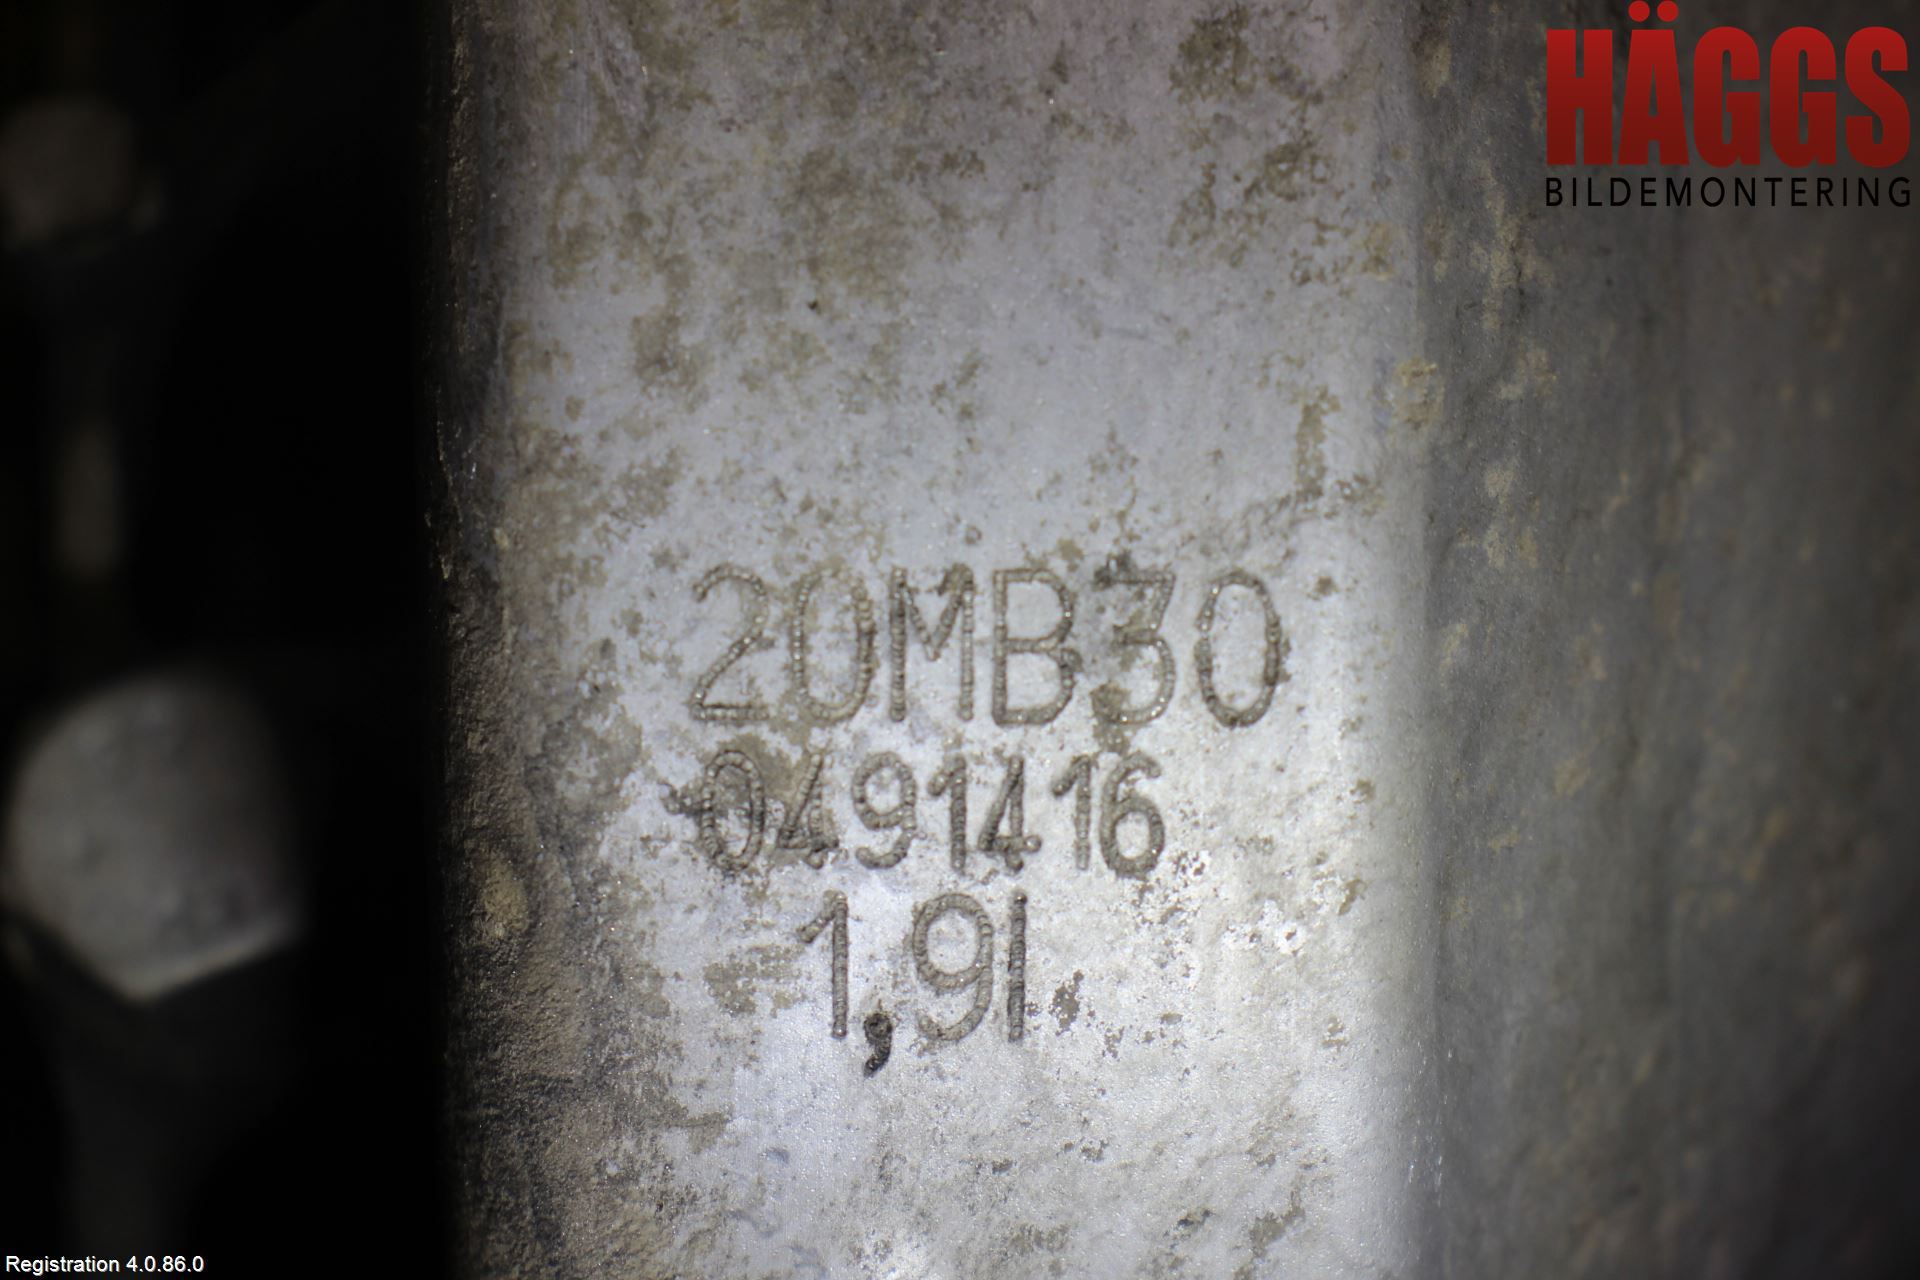 HÄGGS
BILDEMONTERING
20MB30
0491416
1,9l
Registration 4.0.86.0